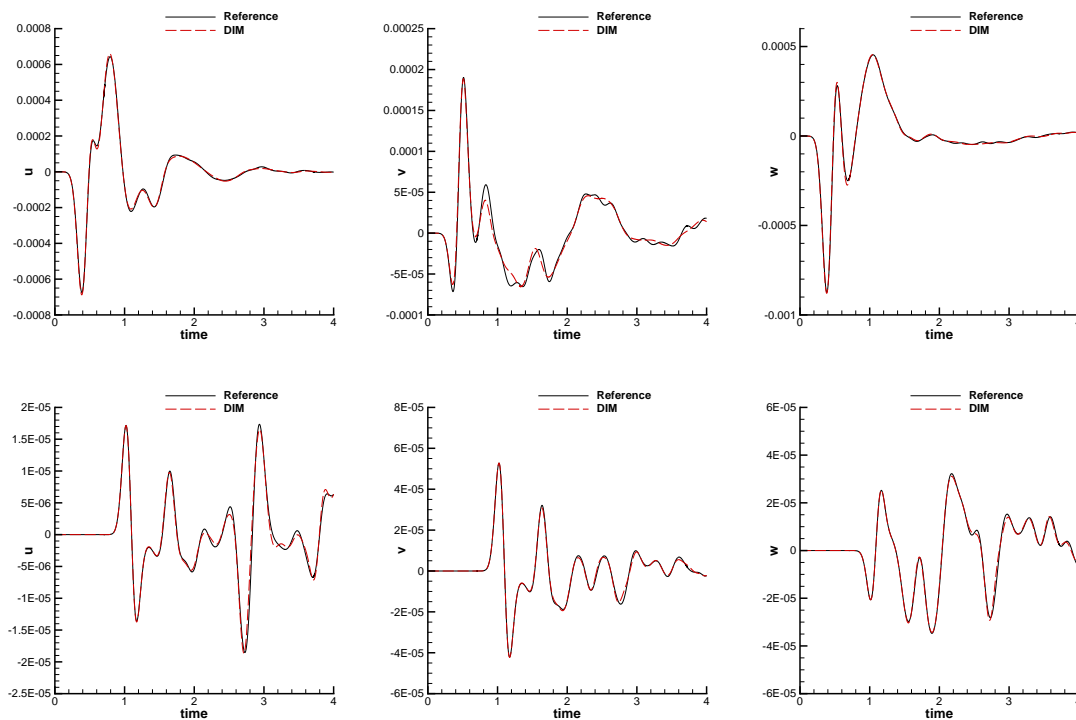 Reference
DIM
0.0008
0.0006
0.0004
0.0002
0
-0.0002
-0.0004
-0.0006
-0.0008
u
0 1 2 3 4
time
Reference
DIM
0.00025
0.0002
0.00015
0.0001
5E-05
0
-5E-05
-0.0001
v
0 1 2 3 4
time
Reference
DIM
0.0005
0
-0.0005
-0.001
w
0 1 2 3 4
time
Reference
DIM
2E-05
1.5E-05
1E-05
5E-06
0
-5E-06
-1E-05
-1.5E-05
-2E-05
-2.5E-05
u
0 1 2 3 4
time
Reference
DIM
8E-05
6E-05
4E-05
2E-05
0
-2E-05
-4E-05
-6E-05
v
0 1 2 3 4
time
Reference
DIM
6E-05
4E-05
2E-05
0
-2E-05
-4E-05
-6E-05
w
0 1 2 3 4
time